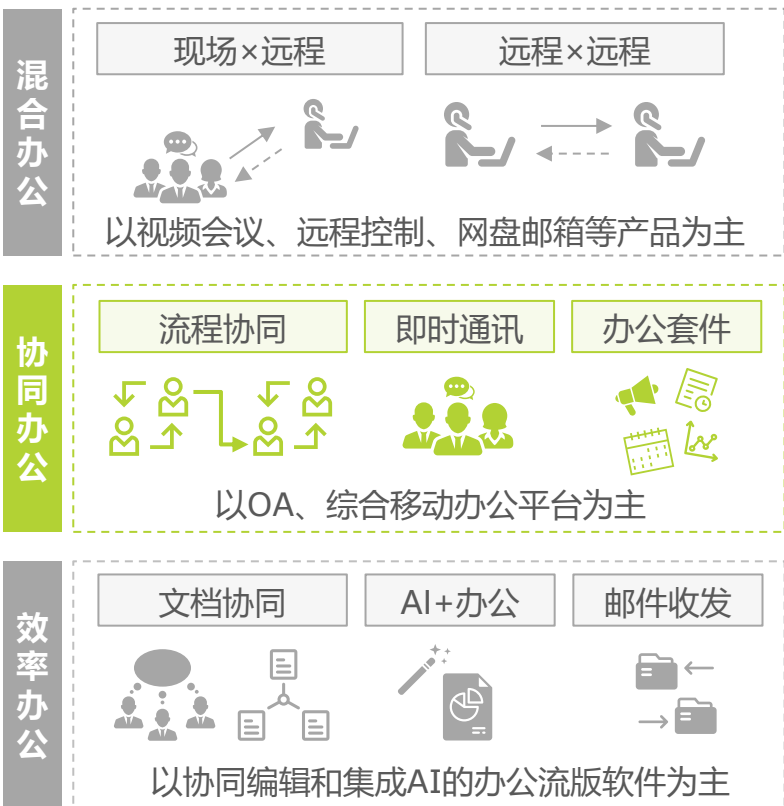 混合办公
现场×远程
远程×远程
以视频会议、远程控制、网盘邮箱等产品为主
协同办公
流程协同
即时通讯
办公套件
以OA、综合移动办公平台为主
效率办公
文档协同
AI+办公
邮件收发
以协同编辑和集成AI的办公流版软件为主